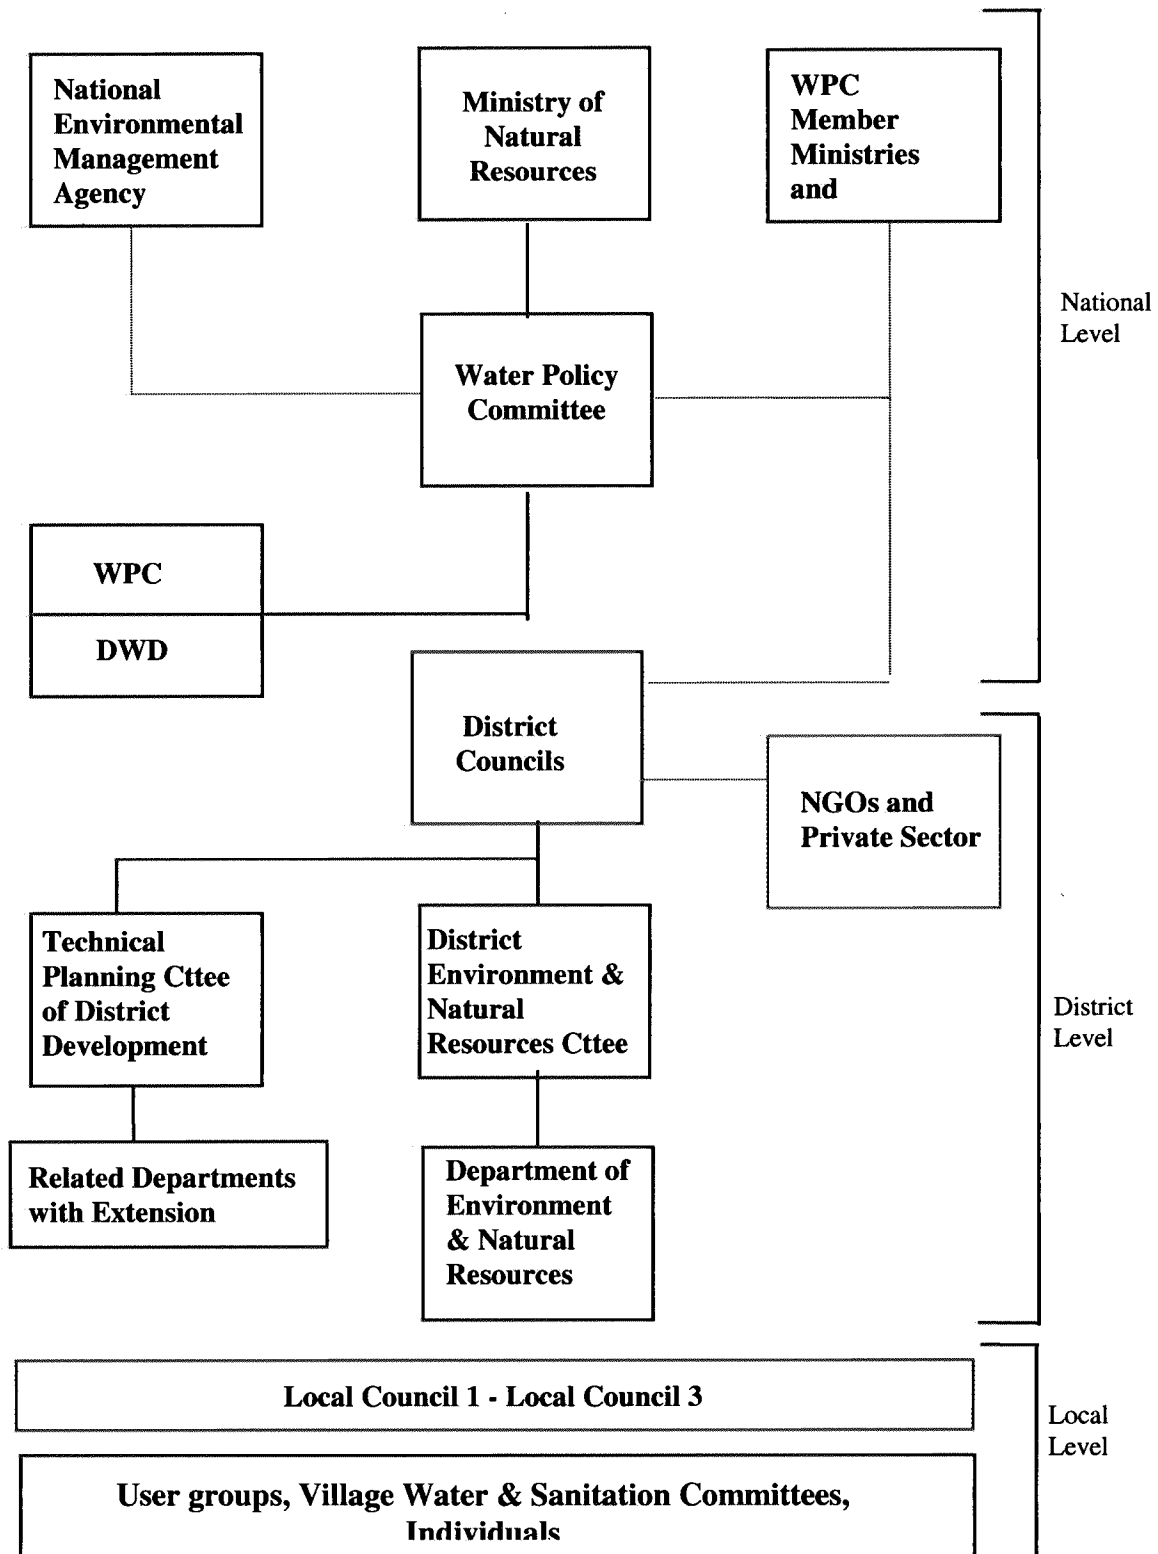 National
Environmental
Management
Agency
Ministry of
Natural
Resources
WPC
Member
Ministries
and
National
Level
Water Policy
Committee
WPC
DWD
District
Councils
NGOs and
Private Sector
Technical
Planning Cttee
of District
Development
District
Environment &
Natural
Resources Cttee
District
Level
Related Departments
with Extension
Department of
Environment
& Natural
Resources
Local Council 1 - Local Council 3
Local
Level
User groups, Village Water & Sanitation Committees,
Individuals